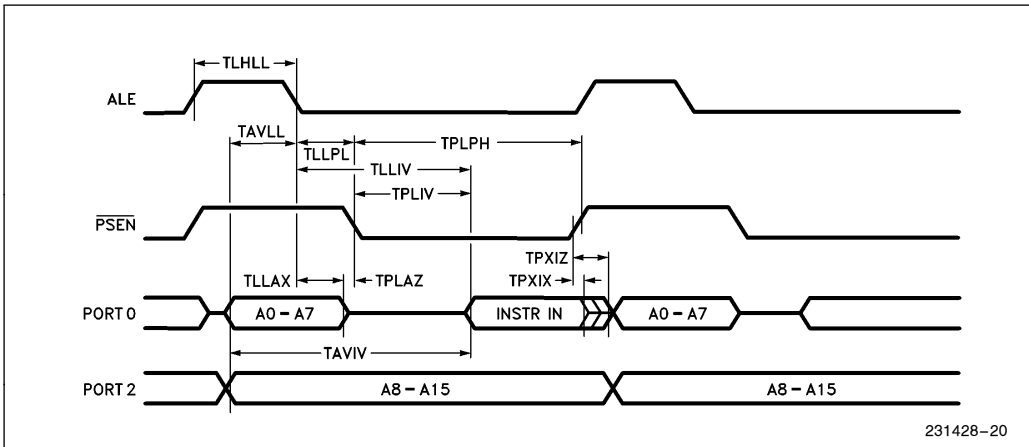 TLHLL
ALE
TAVLL
TLLPL
TPLPH
TLLIV
TPLIV
PSEN
TPXIZ
TLLAX
TPLAZ
TPXIX
PORT 0
A0 – A7
INSTR IN
A0 – A7
TAVIV
PORT 2
A8 – A15
A8 – A15
231428–20